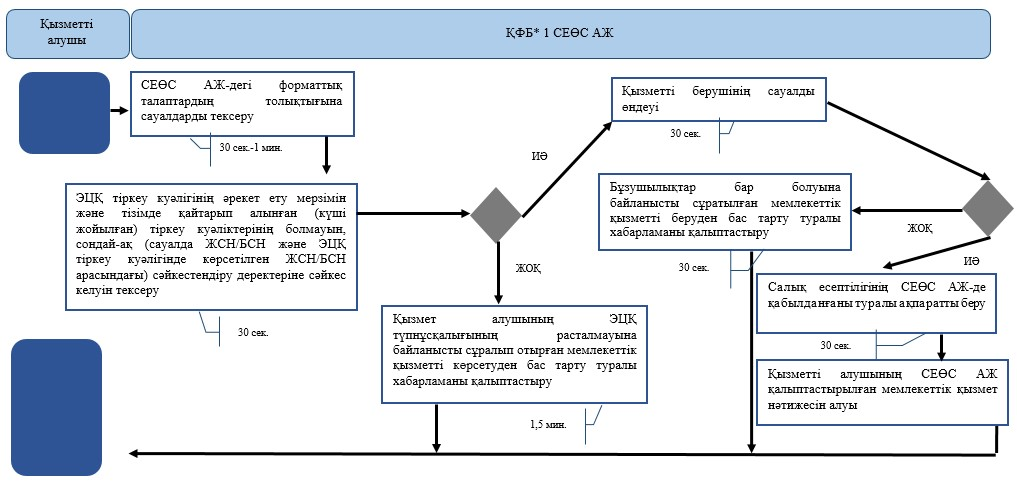 Қызметті
алушы
ҚФБ* 1 СЕӨС АЖ
СЕӨС АЖ-дегі форматтық
талаптардың толықтығына
сауалдарды тексеру
30 сек.-1 мин.
Қызметті берушінің сауалды
өндеуі
30 сек.
ИӘ
ЭЦҚ тіркеу куәлігінің әрекет ету мерзімін
және тізімде қайтарып алынған (күші
жойылған) тіркеу куәліктерінің болмауын,
сондай-ақ (сауалда ЖСН/БСН және ЭЦҚ
тіркеу куәлігінде көрсетілген ЖСН/БСН
арасындағы) сәйкестендіру деректеріне сәйкес
келуін тексеру
30 сек.
Бұзушылықтар бар болуына
байланысты сұратылған мемлекеттік
қызметті беруден бас тарту туралы
хабарламаны қалыптастыру
30 сек.
ЖОҚ
ИӘ
ЖОҚ
Қызмет алушының ЭЦҚ
түпнұсқалығының расталмауына
байланысты сұралып отырған мемлекеттік
қызметті көрсетуден бас тарту туралы
хабарламаны қалыптастыру
1,5 мин.
Салық есептілігінің СЕӨС АЖ-де
қабылданғаны туралы ақпаратты беру
30 сек.
Қызметті алушының СЕӨС АЖ
қалыптастырылған мемлекеттік қызмет
нәтижесін алуы